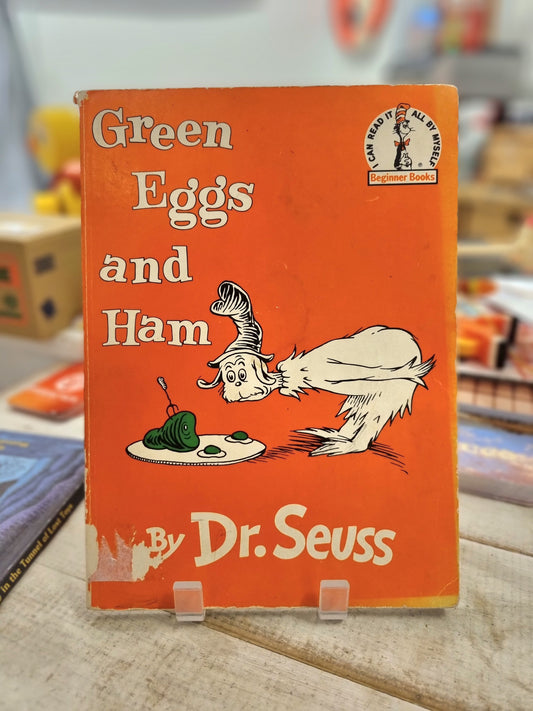 Green
Eggs
and
Ham
I CAN READ IT ALL BY MYSELF
Beginner Books
By Dr. Seuss
in the Tunnel of Lost Toys